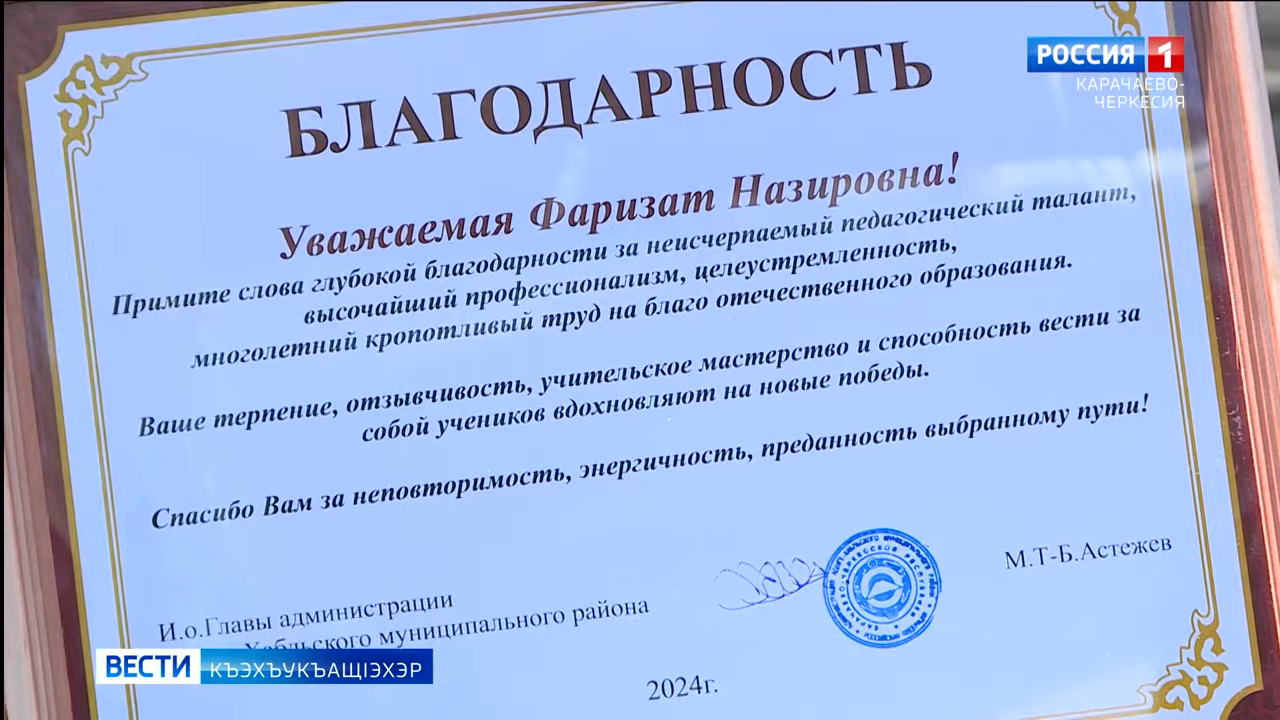 РОССИЯ 1
КАРАЧАЕВО-
ЧЕРКЕСИЯ
БЛАГОДАРНОСТЬ
Уважаемая Фаризат Назировна!
Примите слова глубокой благодарности за неисчерпаемый педагогический талант,
высочайший профессионализм, целеустремленность,
многолетний кропотливый труд на благо отечественного образования.
Ваше терпение, отзывчивость, учительское мастерство и способность вести за
собой учеников вдохновляют на новые победы.
Спасибо Вам за неповторимость, энергичность, преданность выбранному пути!
И.о.Главы администрации
муниципального района
М.Т-Б.Астежев
2024г.
ВЕСТИ КЪЭХЪУКЪАЩIЭХЭР